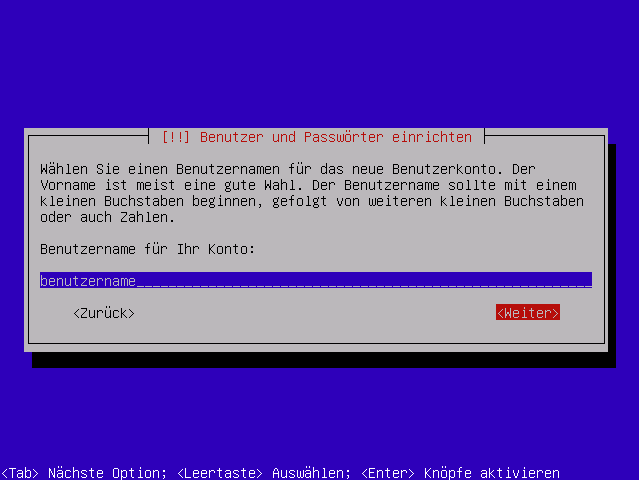 [!!] Benutzer und Passwörter einrichten
Wählen Sie einen Benutzernamen für das neue Benutzerkonto. Der
Vorname ist meist eine gute Wahl. Der Benutzername sollte mit einem
kleinen Buchstaben beginnen, gefolgt von weiteren kleinen Buchstaben
oder auch Zahlen.
Benutzername für Ihr Konto:
benutzername
<Zurück> <Weiter>
<Tab> Nächste Option; <Leertaste> Auswählen; <Enter> Knöpfe aktivieren